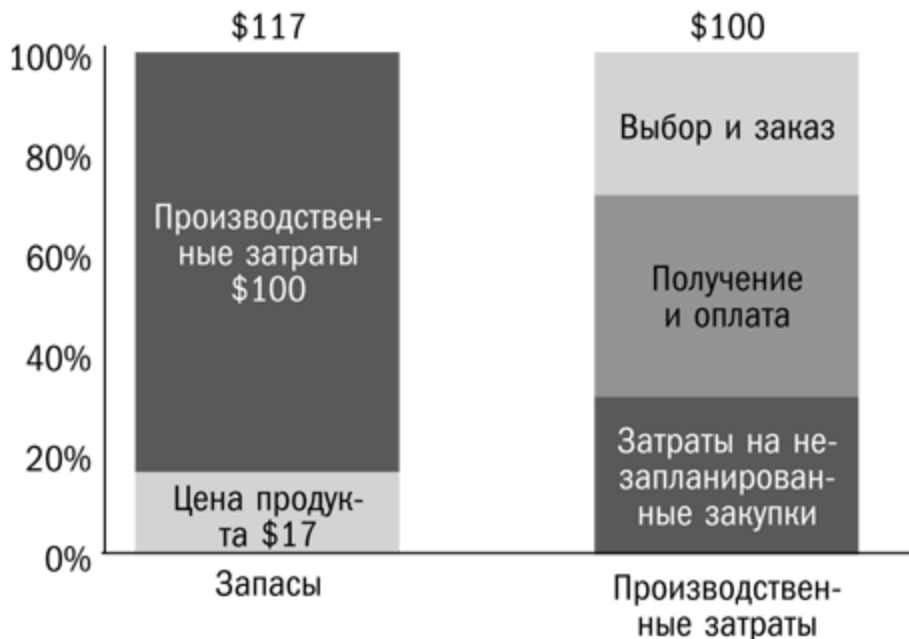 $117
$100
100%
80%
60%
40%
20%
0%
Производствен-
ные затраты
$100
Цена продук-
та $17
Выбор и заказ
Получение
и оплата
Затраты на не-
запланирован-
ные закупки
Запасы
Производствен-
ные затраты